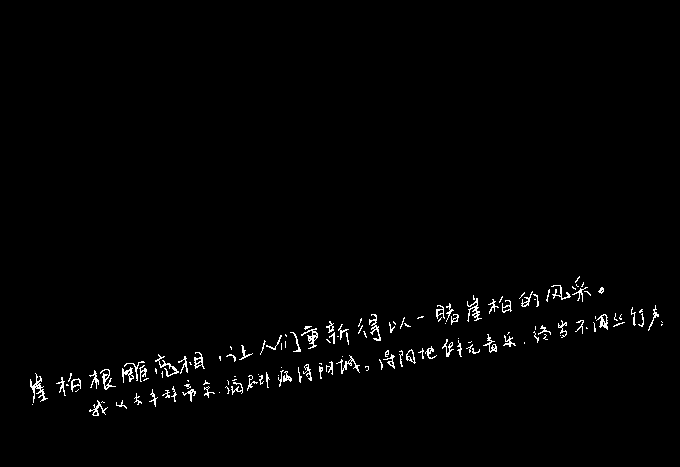 崖柏根雕亮相,让人们重新得以一睹崖柏的风采。
我从去年辞帝京,谪居卧病浔阳城。浔阳地僻无音乐,终岁不闻丝竹声